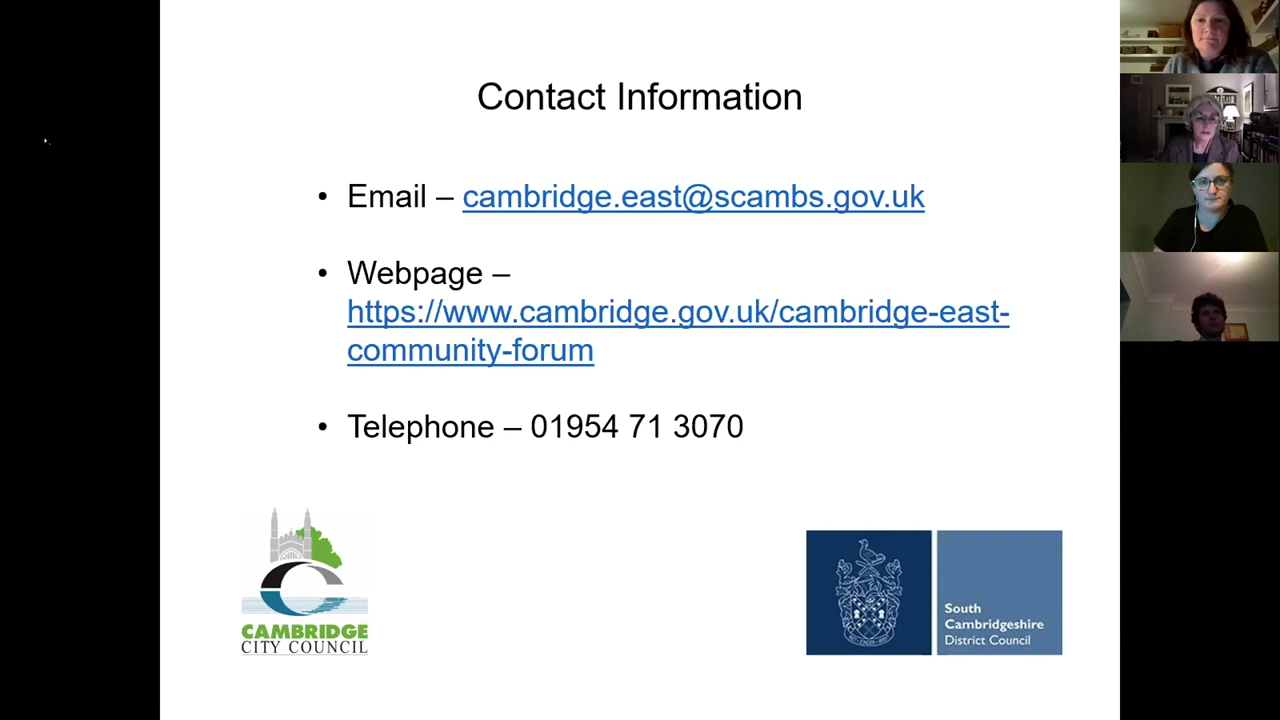 Contact Information
• Email – cambridge.east@scambs.gov.uk
• Webpage –
https://www.cambridge.gov.uk/cambridge-east-
community-forum
• Telephone – 01954 71 3070
CAMBRIDGE
CITY COUNCIL
South
Cambridgeshire
District Council